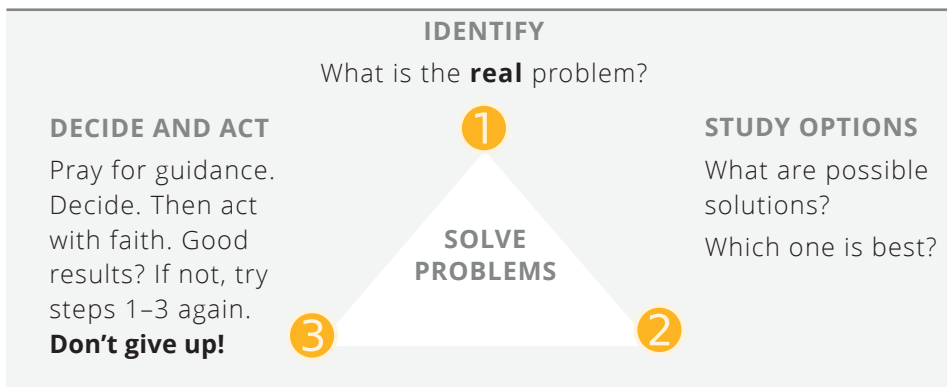 IDENTIFY
What is the real problem?
1
STUDY OPTIONS
What are possible
solutions?
Which one is best?
2
DECIDE AND ACT
Pray for guidance.
Decide. Then act
with faith. Good
results? If not, try
steps 1–3 again.
Don’t give up!
3
SOLVE
PROBLEMS